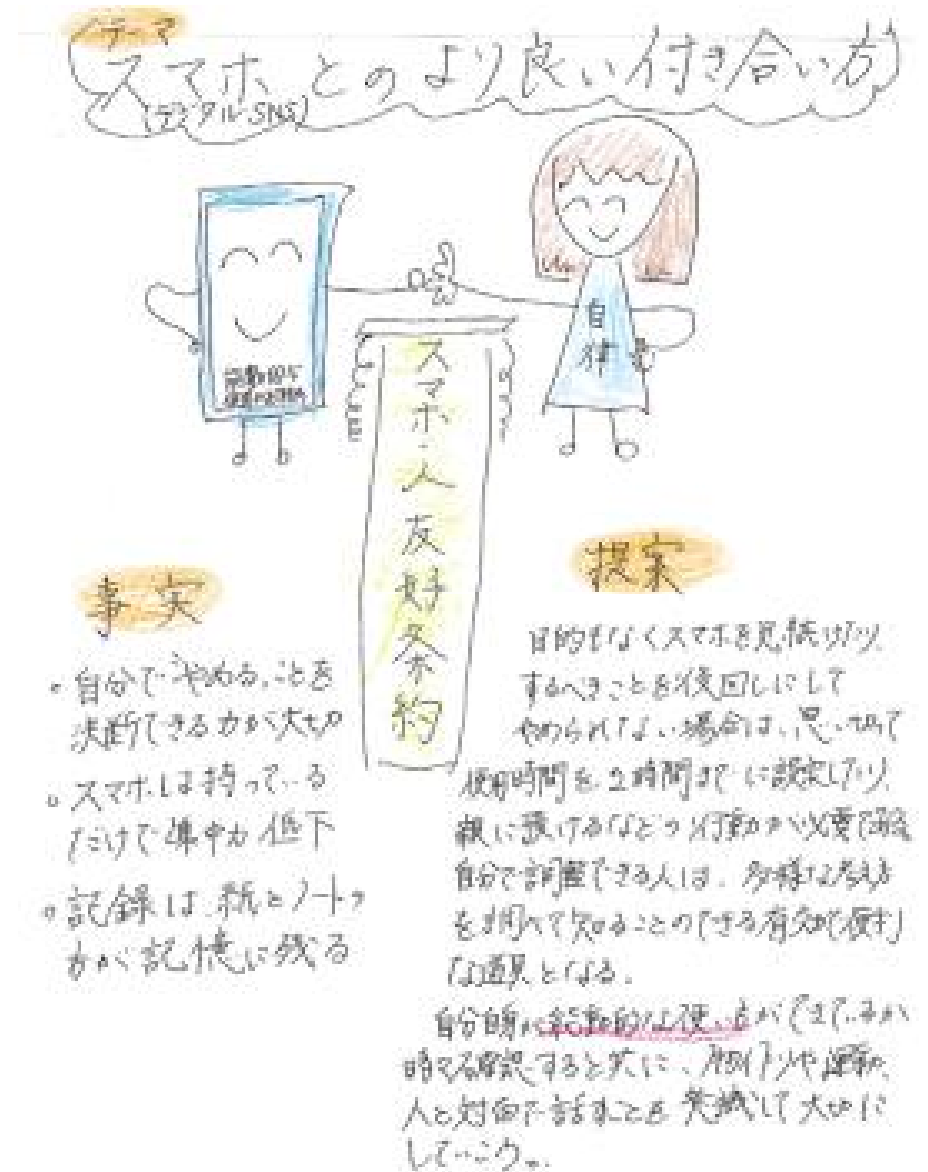 テーマ
スマホとのより良い付き合い方
(デジタル・SNS)
自律
スマホ・人友好条約
事実
・自分で"やめる"ことを
決断できる力が大切
・スマホは持っている
だけで集中力低下
・記録は紙とノートの
方が記憶に残る
提案
目的もなくスマホを見続けたり、
するべきことを後回しにして
やめられない場合は、思い切って
使用時間を2時間までに設定したり、
親に預けるなどの行動が必要
自分で調整できる人は、多様な考え方
を調べて知ることのできる有効で便利
な道具となる。
自分自身が能動的な使い方ができているか
時々確認すると共に、や運動、
人と対面で話すことを意識して大切に
していこう。